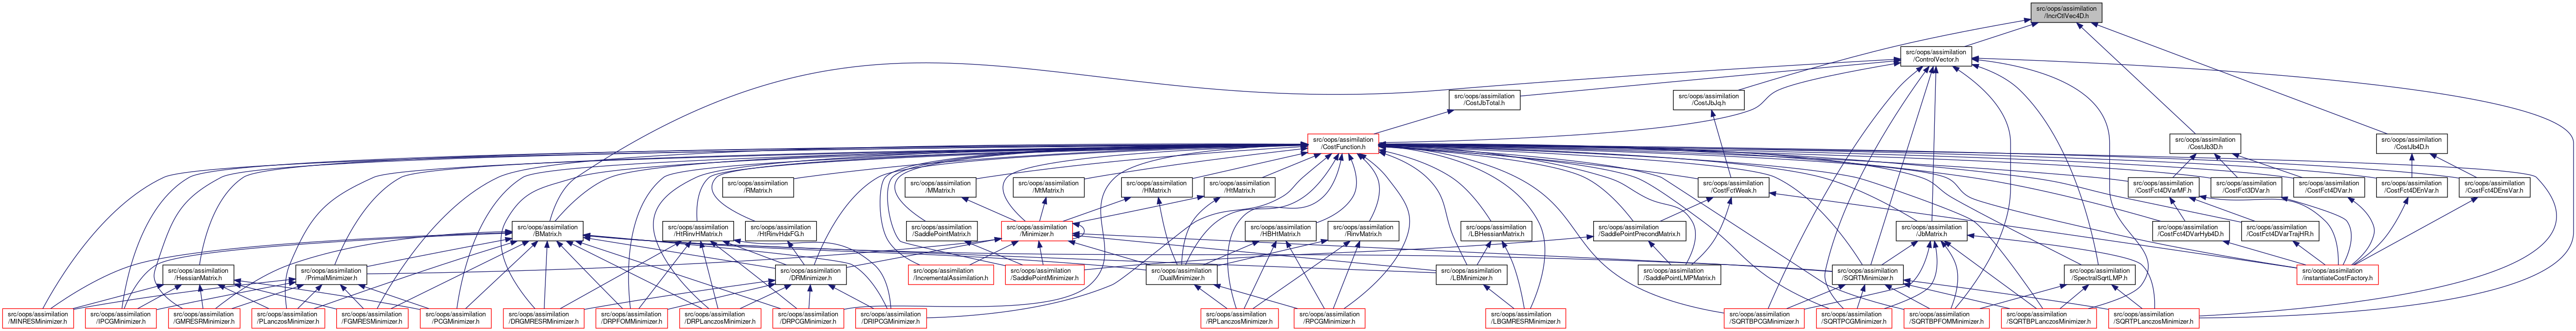 src/oops/assimilation
/IncrCtlVec4D.h
src/oops/assimilation
/ControlVector.h
src/oops/assimilation
/CostJbTotal.h
src/oops/assimilation
/CostJbJq.h
src/oops/assimilation
/CostFunction.h
src/oops/assimilation
/CostJb3D.h
src/oops/assimilation
/CostJb4D.h
src/oops/assimilation
/RMatrix.h
src/oops/assimilation
/MMatrix.h
src/oops/assimilation
/MtMatrix.h
src/oops/assimilation
/HMatrix.h
src/oops/assimilation
/HtMatrix.h
src/oops/assimilation
/CostFctWeak.h
src/oops/assimilation
/CostFct4DVarMF.h
src/oops/assimilation
/CostFct3DVar.h
src/oops/assimilation
/CostFct4DVar.h
src/oops/assimilation
/CostFct4DEnVar.h
src/oops/assimilation
/CostFct4DEnsVar.h
src/oops/assimilation
/BMatrix.h
src/oops/assimilation
/HtRinvHMatrix.h
src/oops/assimilation
/HtRinvHdxiFG.h
src/oops/assimilation
/SaddlePointMatrix.h
src/oops/assimilation
/Minimizer.h
src/oops/assimilation
/HBHtMatrix.h
src/oops/assimilation
/RinvMatrix.h
src/oops/assimilation
/LBHessianMatrix.h
src/oops/assimilation
/SaddlePointPrecondMatrix.h
src/oops/assimilation
/JbMatrix.h
src/oops/assimilation
/CostFct4DVarHyb4D.h
src/oops/assimilation
/CostFct4DVarTrajHR.h
src/oops/assimilation
/HessianMatrix.h
src/oops/assimilation
/PrimalMinimizer.h
src/oops/assimilation
/DRMinimizer.h
src/oops/assimilation
/IncrementalAssimilation.h
src/oops/assimilation
/SaddlePointMinimizer.h
src/oops/assimilation
/DualMinimizer.h
src/oops/assimilation
/LBMinimizer.h
src/oops/assimilation
/SaddlePointLMPMatrix.h
src/oops/assimilation
/SQRTMinimizer.h
src/oops/assimilation
/SpectralSqrtLMP.h
src/oops/assimilation
/instantiateCostFactory.h
src/oops/assimilation
/MINRESMinimizer.h
src/oops/assimilation
/IPCGMinimizer.h
src/oops/assimilation
/GMRESRMinimizer.h
src/oops/assimilation
/PLanczosMinimizer.h
src/oops/assimilation
/FGMRESMinimizer.h
src/oops/assimilation
/PCGMinimizer.h
src/oops/assimilation
/DRGMRESRMinimizer.h
src/oops/assimilation
/DRPFOMMinimizer.h
src/oops/assimilation
/DRPLanczosMinimizer.h
src/oops/assimilation
/DRPCGMinimizer.h
src/oops/assimilation
/DRIPCGMinimizer.h
src/oops/assimilation
/RPLanczosMinimizer.h
src/oops/assimilation
/RPCGMinimizer.h
src/oops/assimilation
/LBGMRESRMinimizer.h
src/oops/assimilation
/SQRTBPCGMinimizer.h
src/oops/assimilation
/SQRTPCGMinimizer.h
src/oops/assimilation
/SQRTBPFOMMinimizer.h
src/oops/assimilation
/SQRTBPLanczosMinimizer.h
src/oops/assimilation
/SQRTPLanczosMinimizer.h